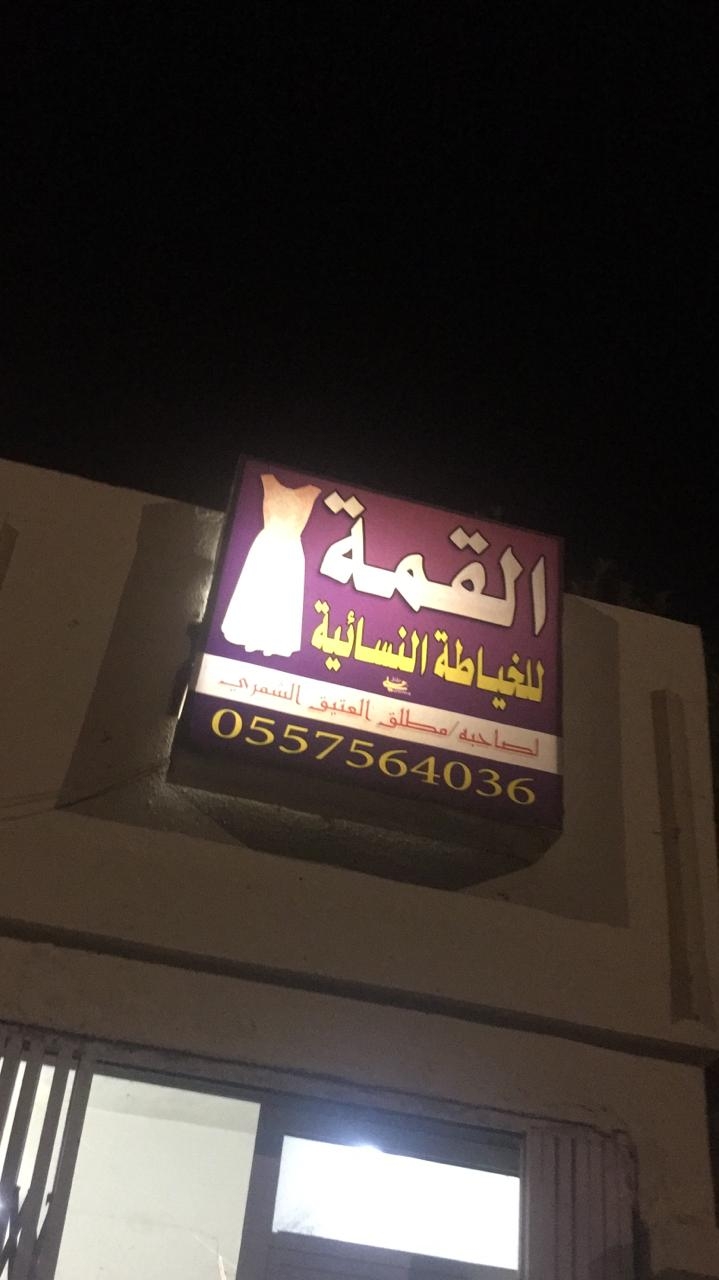 القمة
للخياطة النسائية
لصاحبه/مطلق العتيق الشمري
0557564036